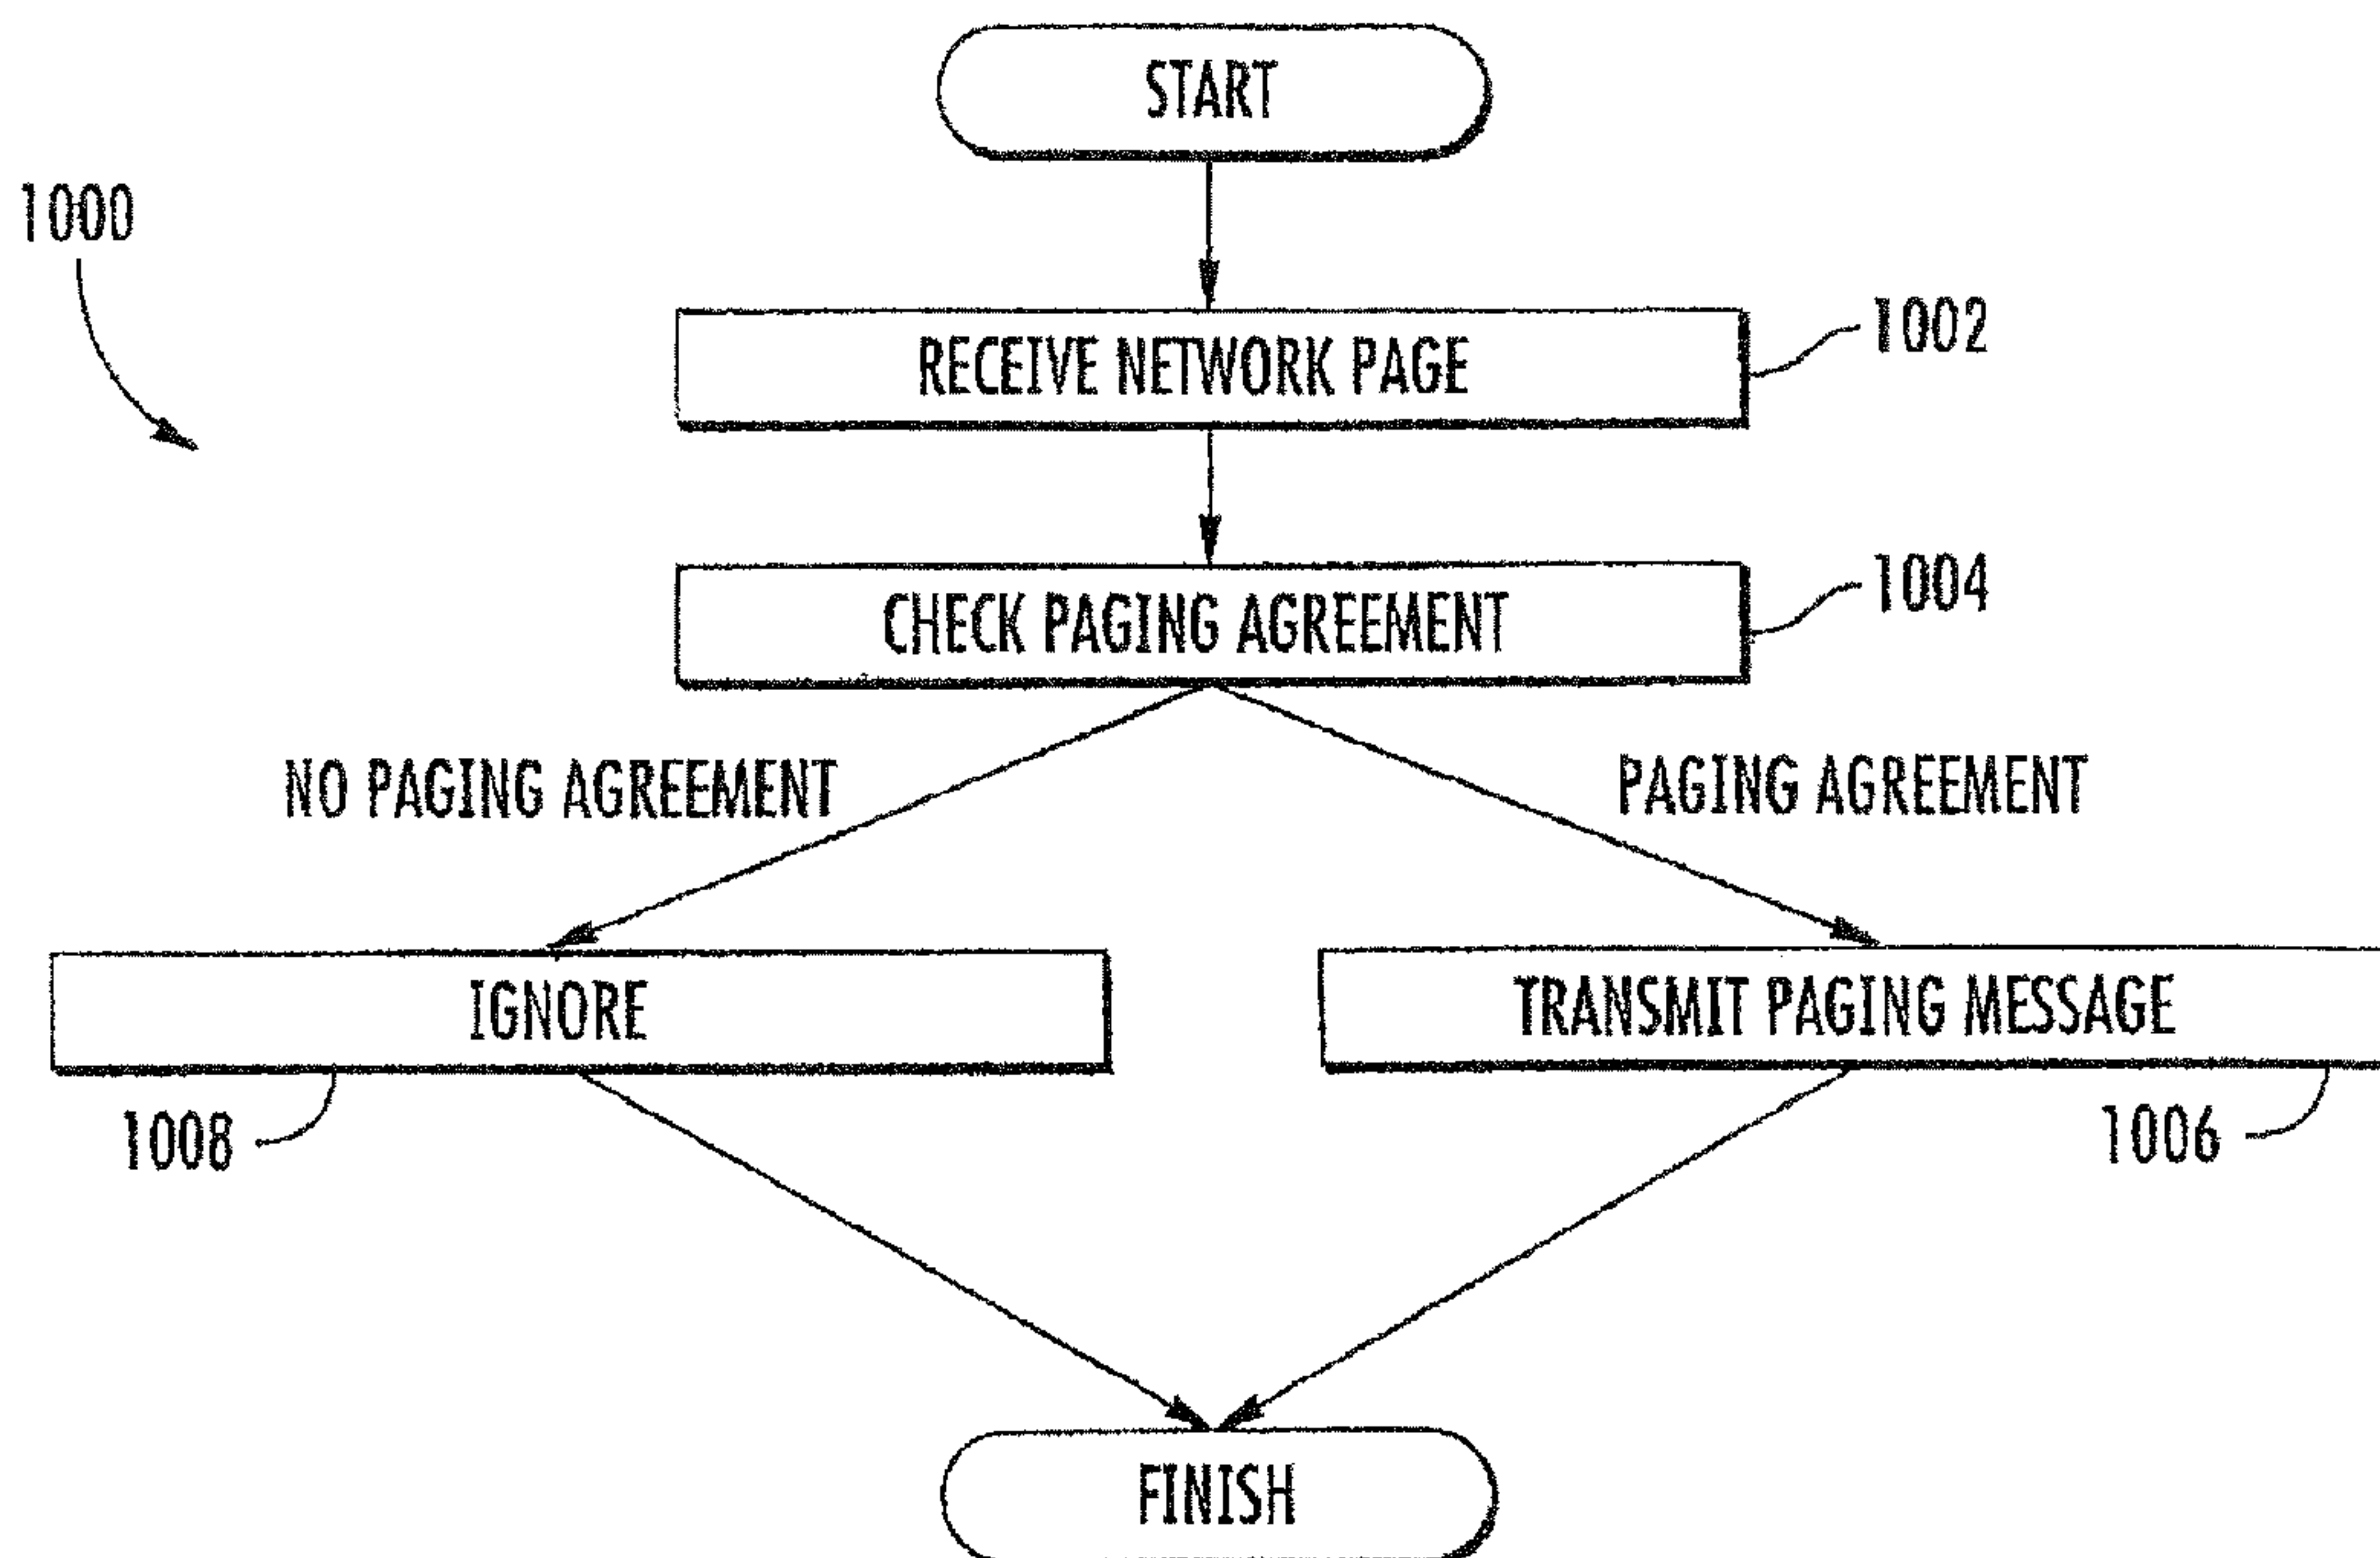 START
1000
RECEIVE NETWORK PAGE
1002
CHECK PAGING AGREEMENT
1004
NO PAGING AGREEMENT
PAGING AGREEMENT
IGNORE
TRANSMIT PAGING MESSAGE
1008
1006
FINISH